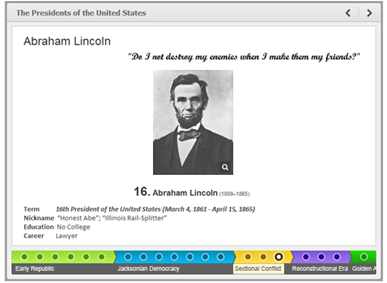 The Presidents of the United States
Abraham Lincoln
"Do I not destroy my enemies when I make them my friends?"
16. Abraham Lincoln (1809–1865)
Term 16th President of the United States (March 4, 1861 - April 15, 1865)
Nickname "Honest Abe"; "Illinois Rail-Splitter"
Education No College
Career Lawyer
Early Republic Jacksonian Democracy Sectional Conflict Reconstructional Era Golden A